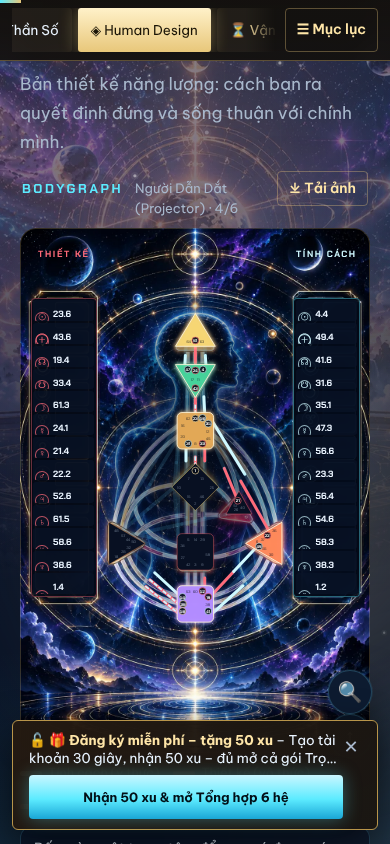 Thần Số
◈ Human Design
⏳ Vận
☰ Mục lục
Bản thiết kế năng lượng: cách bạn ra
quyết định đúng và sống thuận với chính
mình.
BODYGRAPH
Người Dẫn Dắt
(Projector) · 4/6
Tải ảnh
THIẾT KẾ
TÍNH CÁCH
23.6
43.6
19.4
33.4
61.3
24.1
21.4
22.2
52.6
61.5
58.6
38.6
1.4
4.4
49.4
41.6
31.6
35.1
47.3
56.6
23.3
56.4
54.6
58.3
38.3
1.2
🔓 🎁 Đăng ký miễn phí – tặng 50 xu – Tạo tài
khoản 30 giây, nhận 50 xu – đủ mở cả gói Trọ...
Nhận 50 xu & mở Tổng hợp 6 hệ